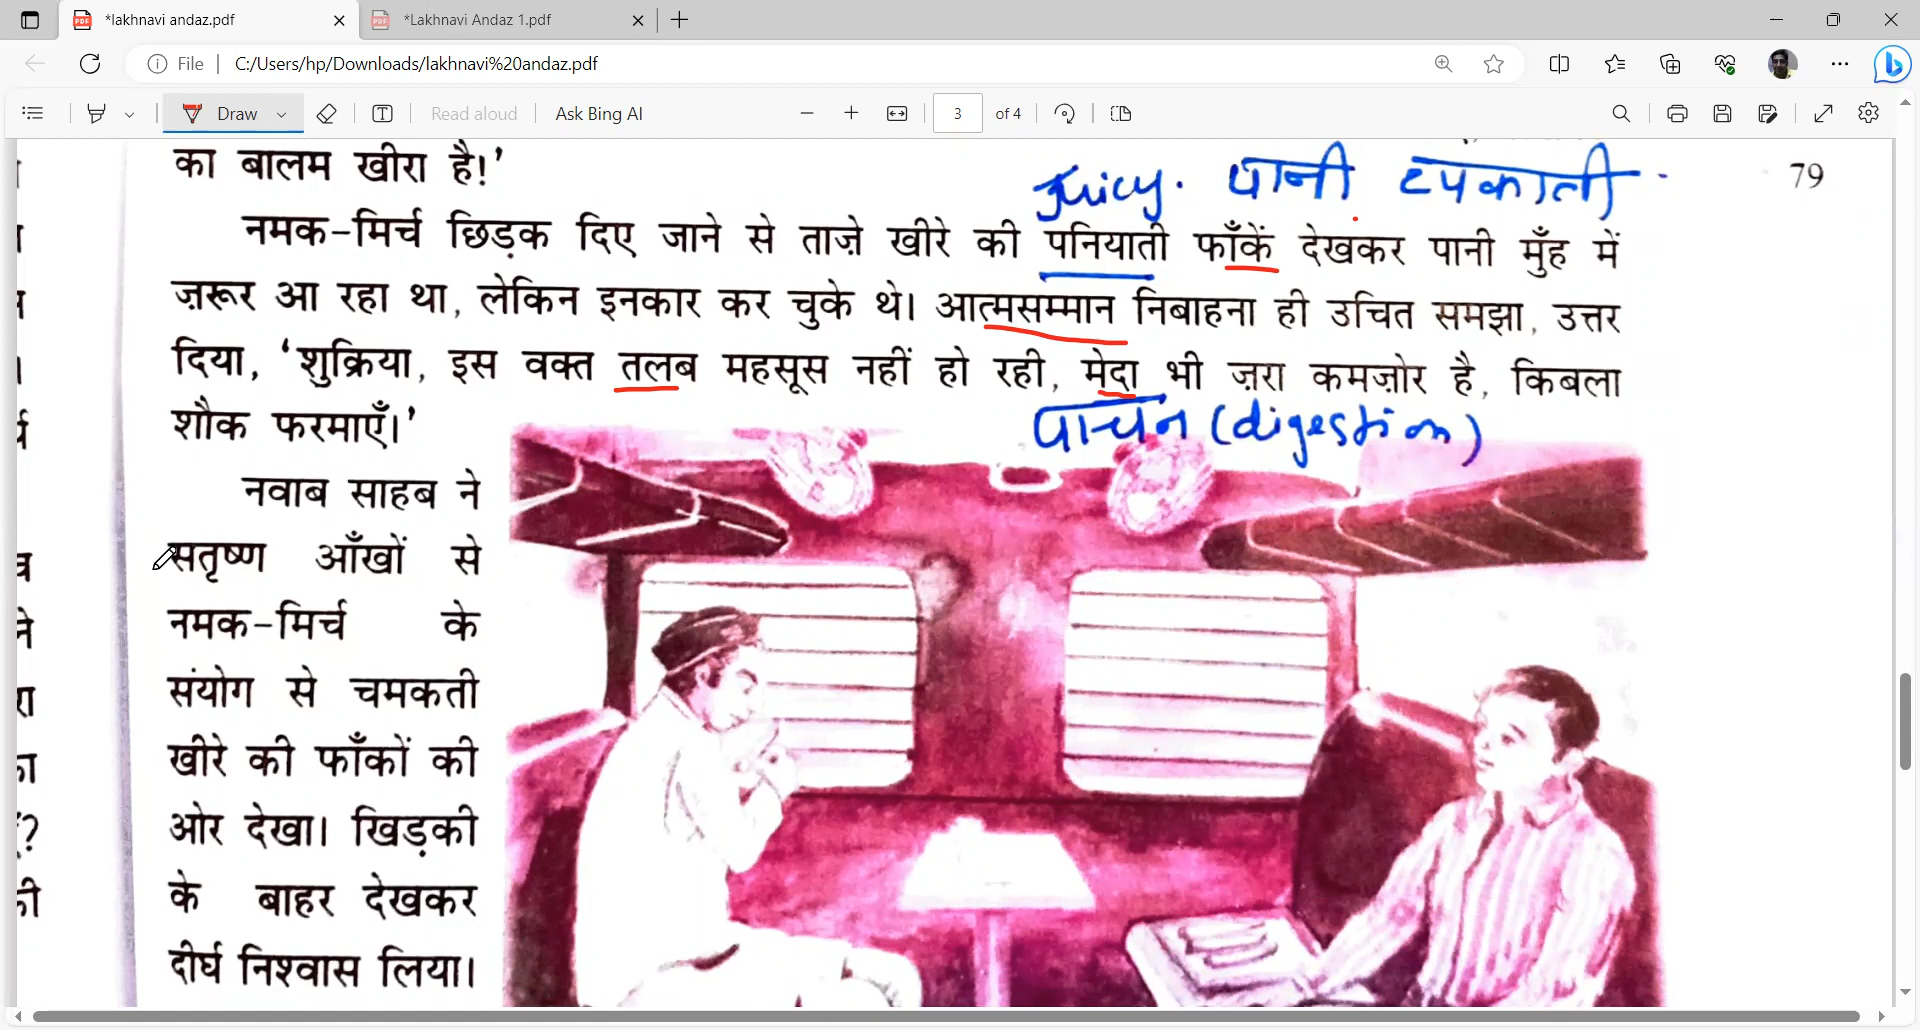 *lakhnavi andaz.pdf
*Lakhnavi Andaz 1.pdf
File C:/Users/hp/Downloads/lakhnavi%20andaz.pdf
Draw Read aloud Ask Bing AI 3 of 4
का बालम खीरा है!’
Juicy. पानी टपकाती
79
नमक-मिर्च छिड़क दिए जाने से ताज़े खीरे की पनियाती फाँकें देखकर पानी मुँह में
ज़रूर आ रहा था, लेकिन इनकार कर चुके थे। आत्मसम्मान निबाहना ही उचित समझा, उत्तर
दिया, ‘शुक्रिया, इस वक्त तलब महसूस नहीं हो रही, मेदा भी ज़रा कमज़ोर है, किबला
शौक फरमाएँ।’
पाचन (digestion)
नवाब साहब ने
सतृष्ण आँखों से
नमक-मिर्च के
संयोग से चमकती
खीरे की फाँकों की
ओर देखा। खिड़की
के बाहर देखकर
दीर्घ निश्वास लिया।